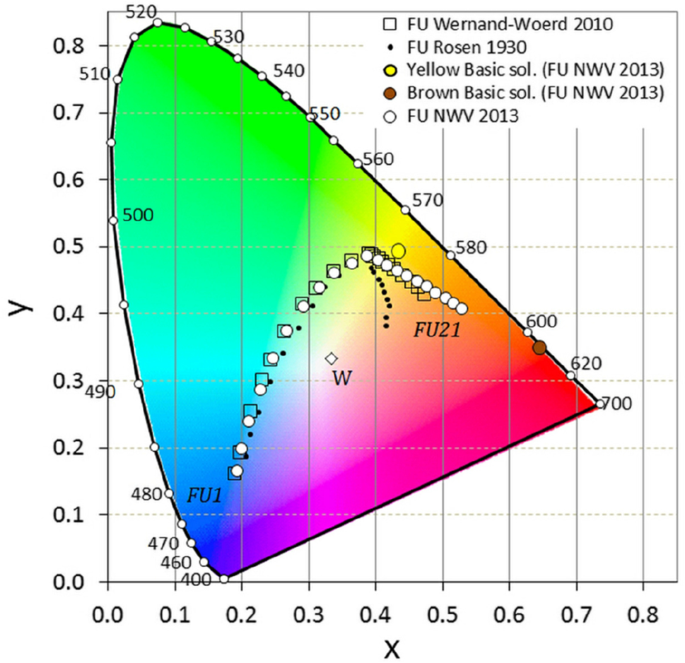 520
FU Wernand-Woerd 2010
FU Rosen 1930
Yellow Basic sol. (FU NWV 2013)
Brown Basic sol. (FU NWV 2013)
FU NWV 2013
530
540
550
560
570
580
600
620
700
510
500
490
480
470
460
400
FU21
W
FU1
0.8
0.7
0.6
0.5
0.4
0.3
0.2
0.1
0.0
y
0.0 0.1 0.2 0.3 0.4 0.5 0.6 0.7 0.8
X